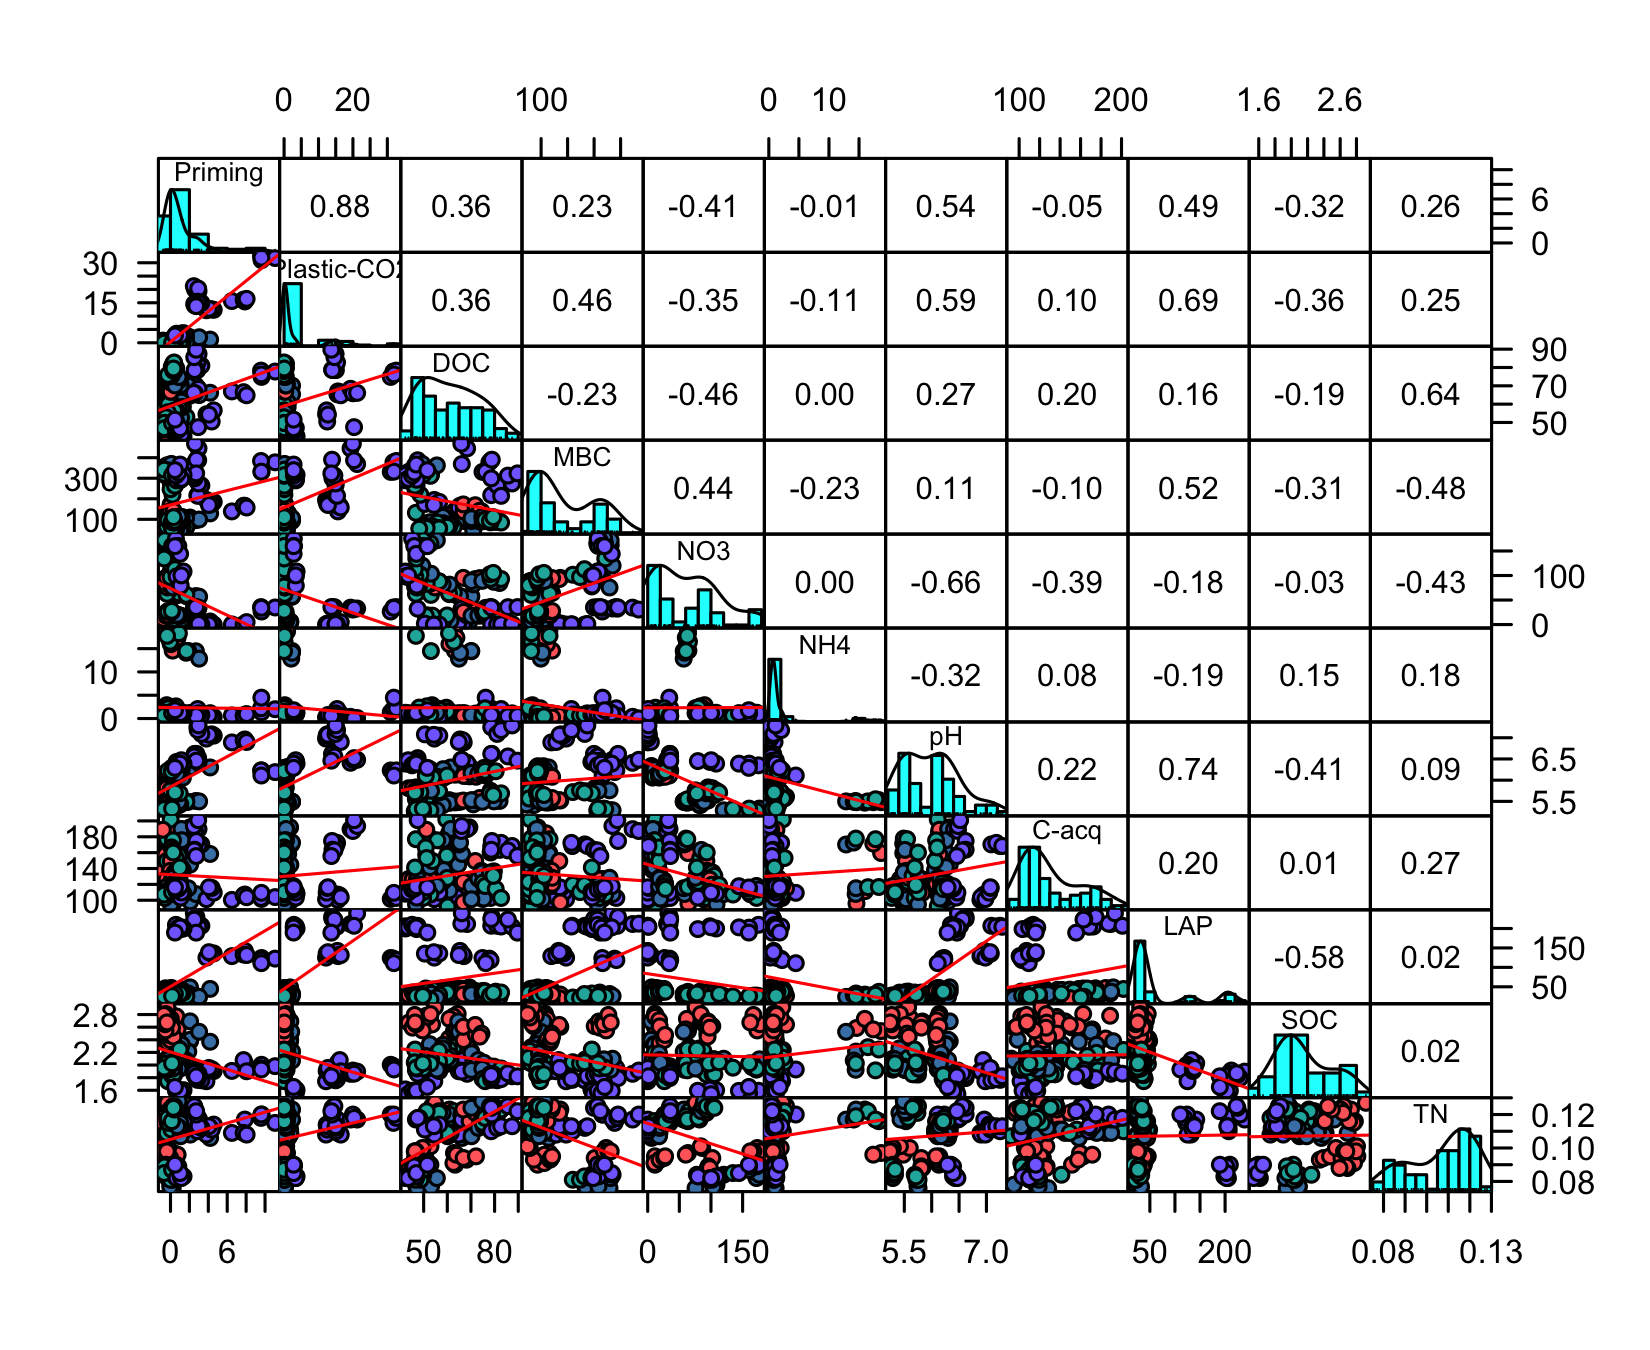 0 20 100 0 10 100 200 1.6 2.6
Priming 0.88 0.36 0.23 -0.41 -0.01 0.54 -0.05 0.49 -0.32 0.26 6 0
30 15 0 Plastic-CO2 0.36 0.46 -0.35 -0.11 0.59 0.10 0.69 -0.36 0.25
DOC -0.23 -0.46 0.00 0.27 0.20 0.16 -0.19 0.64 90 70 50
300 100 MBC 0.44 -0.23 0.11 -0.10 0.52 -0.31 -0.48
NO3 0.00 -0.66 -0.39 -0.18 -0.03 -0.43 100 0
10 0 NH4 -0.32 0.08 -0.19 0.15 0.18
pH 0.22 0.74 -0.41 0.09 6.5 5.5
180 140 100 C-acq 0.20 0.01 0.27
LAP -0.58 0.02 150 50
2.8 2.2 1.6 SOC 0.02
TN 0.12 0.10 0.08
0 6 50 80 0 150 5.5 7.0 50 200 0.08 0.13